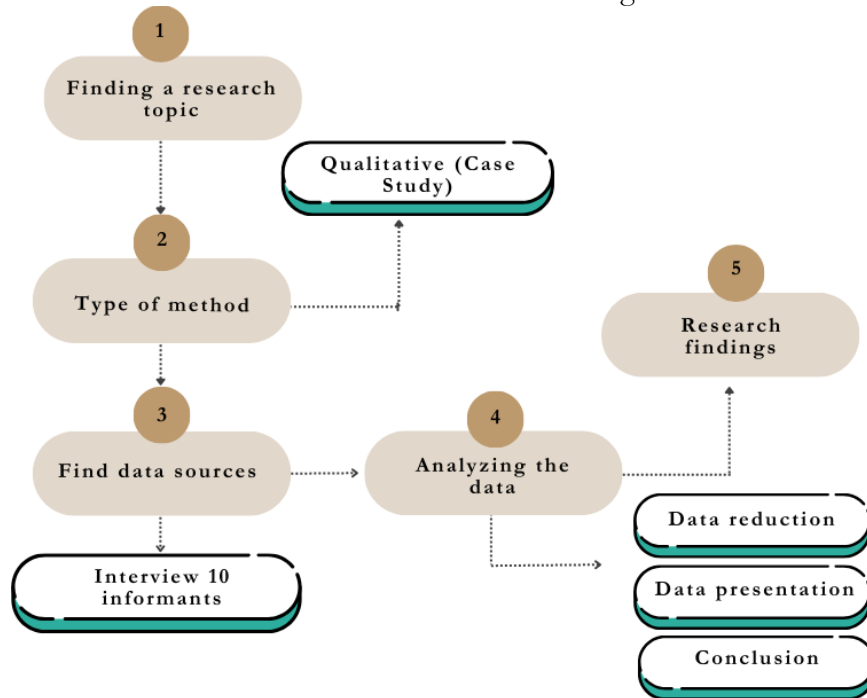 1
Finding a research
topic
Qualitative (Case
Study)
2
Type of method
5
Research
findings
3
Find data sources
4
Analyzing the
data
Data reduction
Interview 10
informants
Data presentation
Conclusion